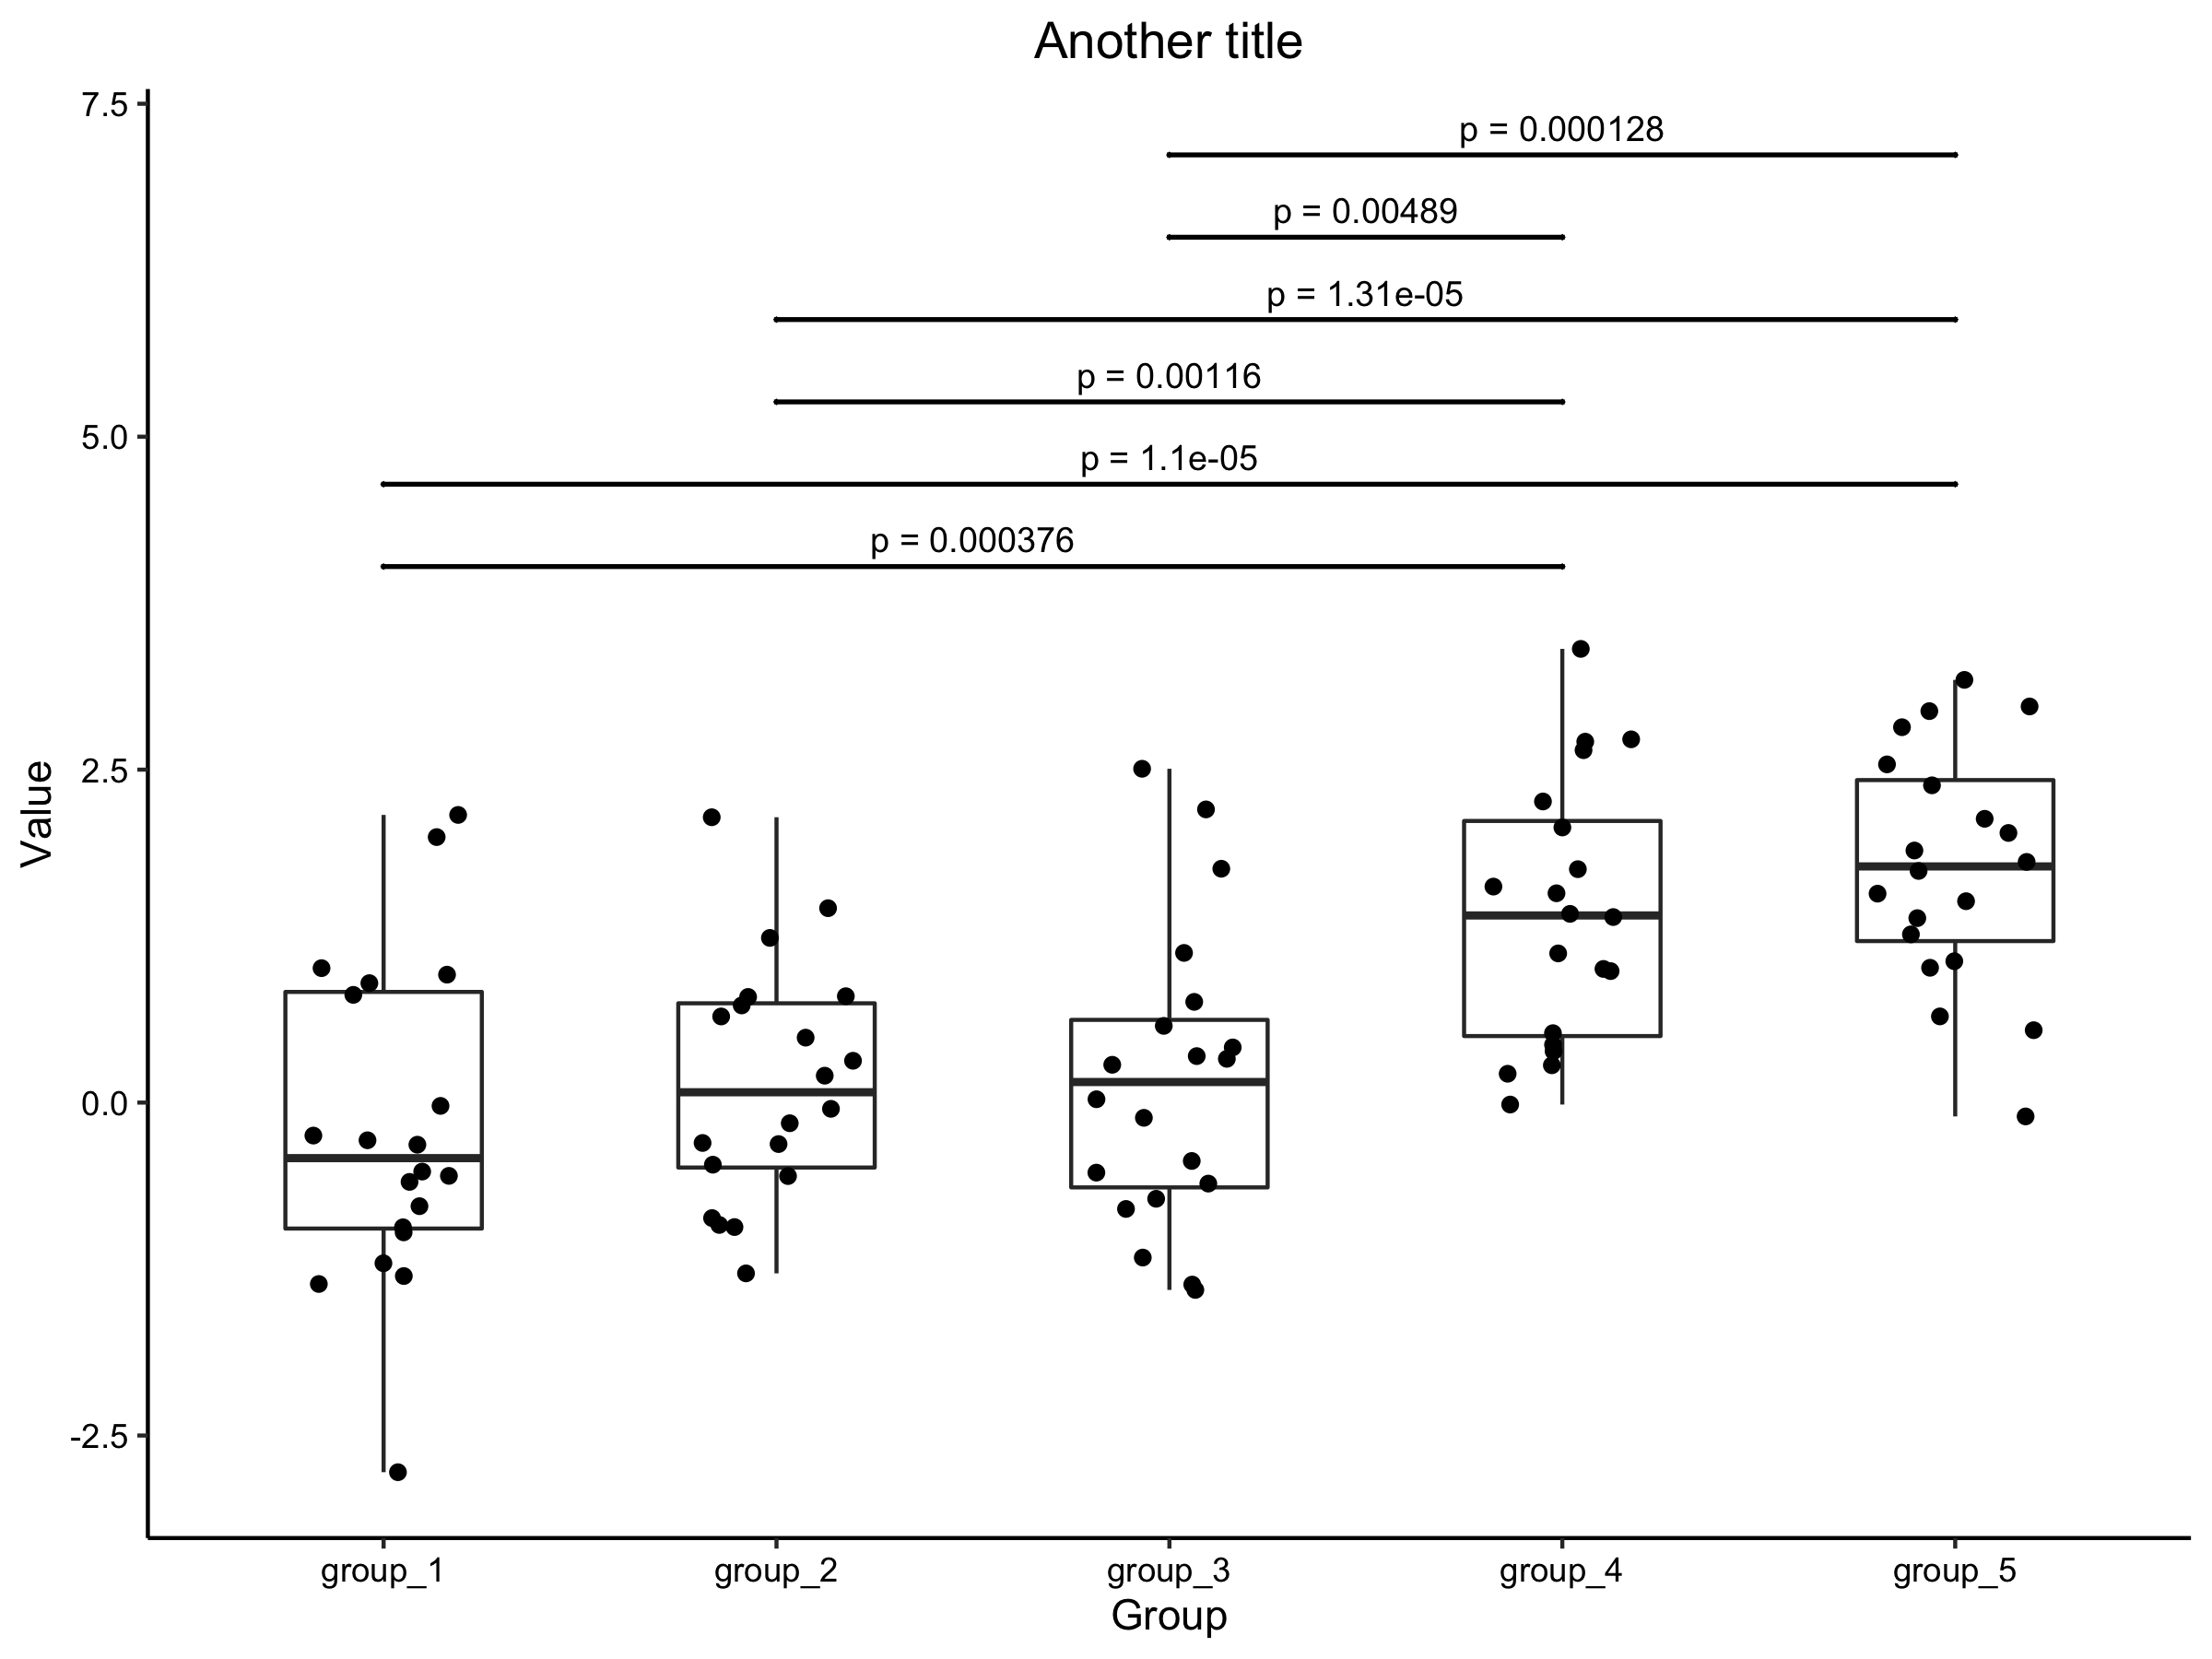 Another title
7.5
p = 0.000128
p = 0.00489
p = 1.31e-05
p = 0.00116
5.0
p = 1.1e-05
p = 0.000376
Value
2.5
0.0
-2.5
group_1 group_2 group_3 group_4 group_5
Group